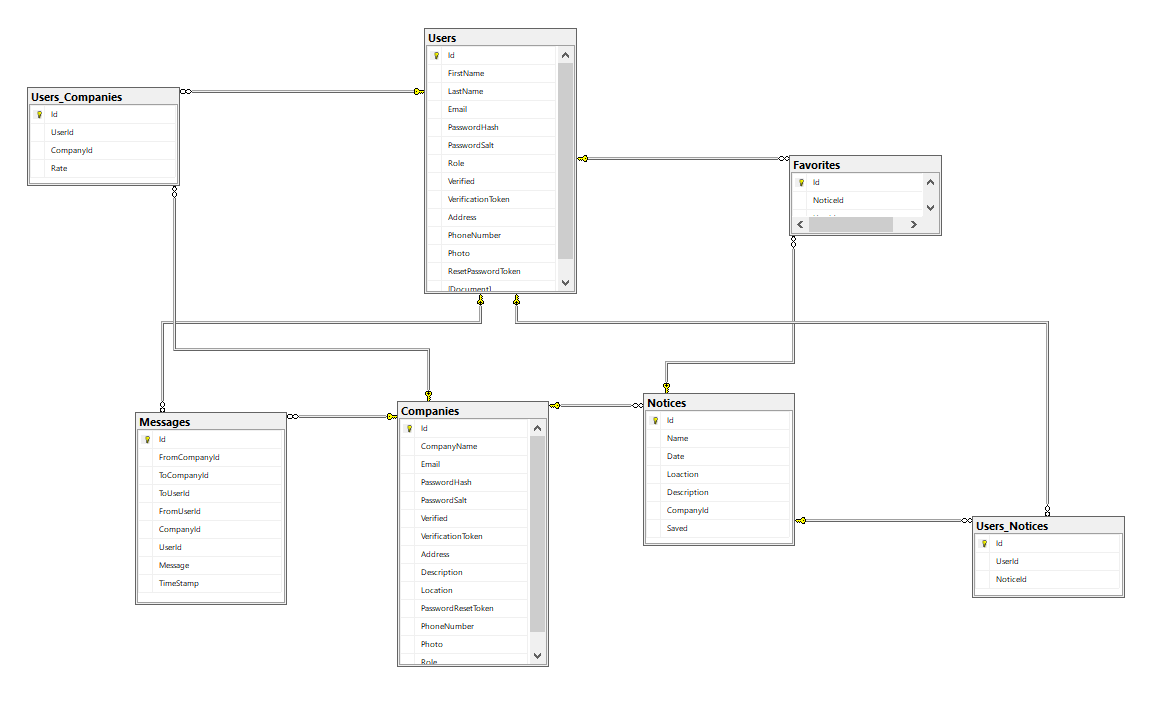 Users
Id
FirstName
LastName
Email
PasswordHash
PasswordSalt
Role
Verified
VerificationToken
Address
PhoneNumber
Photo
ResetPasswordToken
[Document]
Users_Companies
Id
UserId
CompanyId
Rate
Favorites
Id
NoticeId
Messages
Id
FromCompanyId
ToCompanyId
ToUserId
FromUserId
CompanyId
UserId
Message
TimeStamp
Companies
Id
CompanyName
Email
PasswordHash
PasswordSalt
Verified
VerificationToken
Address
Description
Location
PasswordResetToken
PhoneNumber
Photo
Role
Notices
Id
Name
Date
Loaction
Description
CompanyId
Saved
Users_Notices
Id
UserId
NoticeId